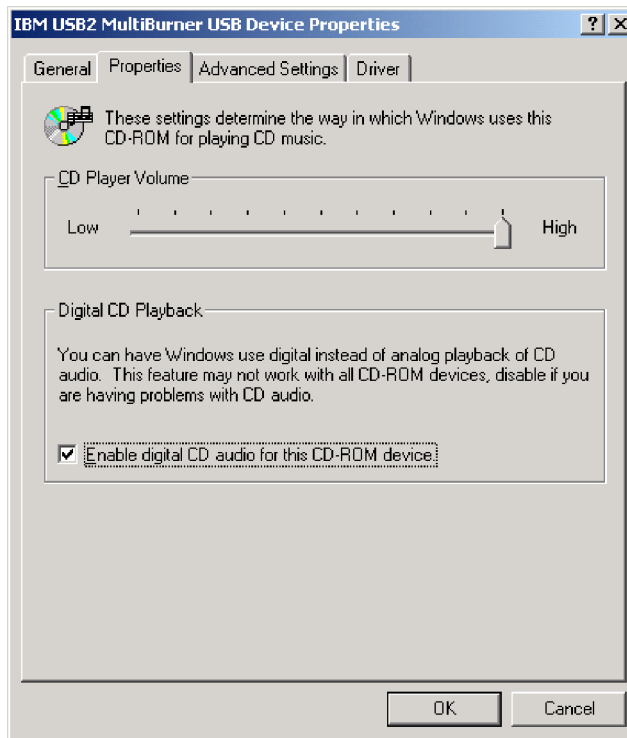 IBM USB2 MultiBurner USB Device Properties
General Properties Advanced Settings Driver
These settings determine the way in which Windows uses this
CD-ROM for playing CD music.
CD Player Volume
Low High
Digital CD Playback
You can have Windows use digital instead of analog playback of CD
audio. This feature may not work with all CD-ROM devices, disable if you
are having problems with CD audio.
Enable digital CD audio for this CD-ROM device.
OK Cancel